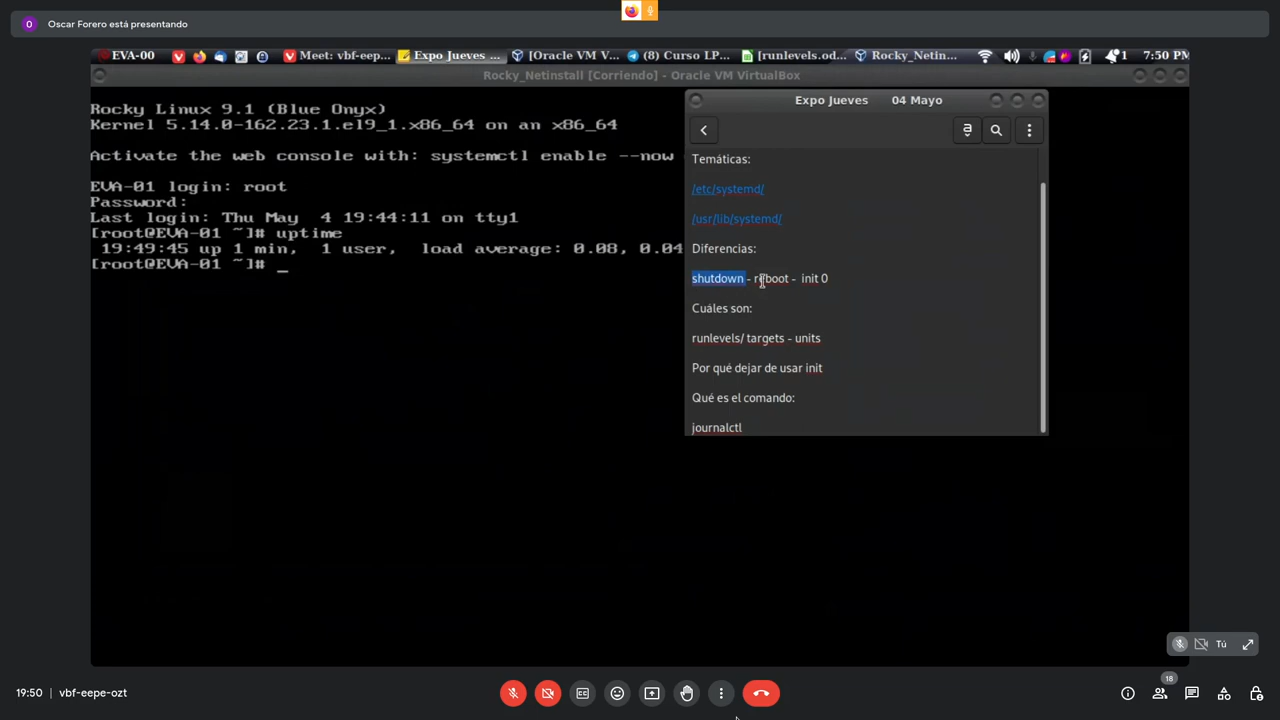 Oscar Forero está presentando
EVA-00
Meet: vbf-eepe...
Expo Jueves ...
[Oracle VM V...
(8) Curso LP...
[runlevels.od...
Rocky_Netin...
1
7:50 PM
Rocky_Netinstall [Corriendo] - Oracle VM VirtualBox
Rocky Linux 9.1 (Blue Onyx)
Kernel 5.14.0-162.23.1.el9_1.x86_64 on an x86_64
Activate the web console with: systemctl enable --now
EVA-01 login: root
Password:
Last login: Thu May  4 19:44:11 on tty1
[root@EVA-01 ~]# uptime
19:49:45 up 1 min,  1 user,  load average: 0.08, 0.04
[root@EVA-01 ~]# _
Expo Jueves 04 Mayo
Temáticas:
/etc/systemd/
/usr/lib/systemd/
Diferencias:
shutdown - reboot - init 0
Cuáles son:
runlevels/ targets - units
Por qué dejar de usar init
Qué es el comando:
journalctl
Tú
19:50
vbf-eepe-ozt
18